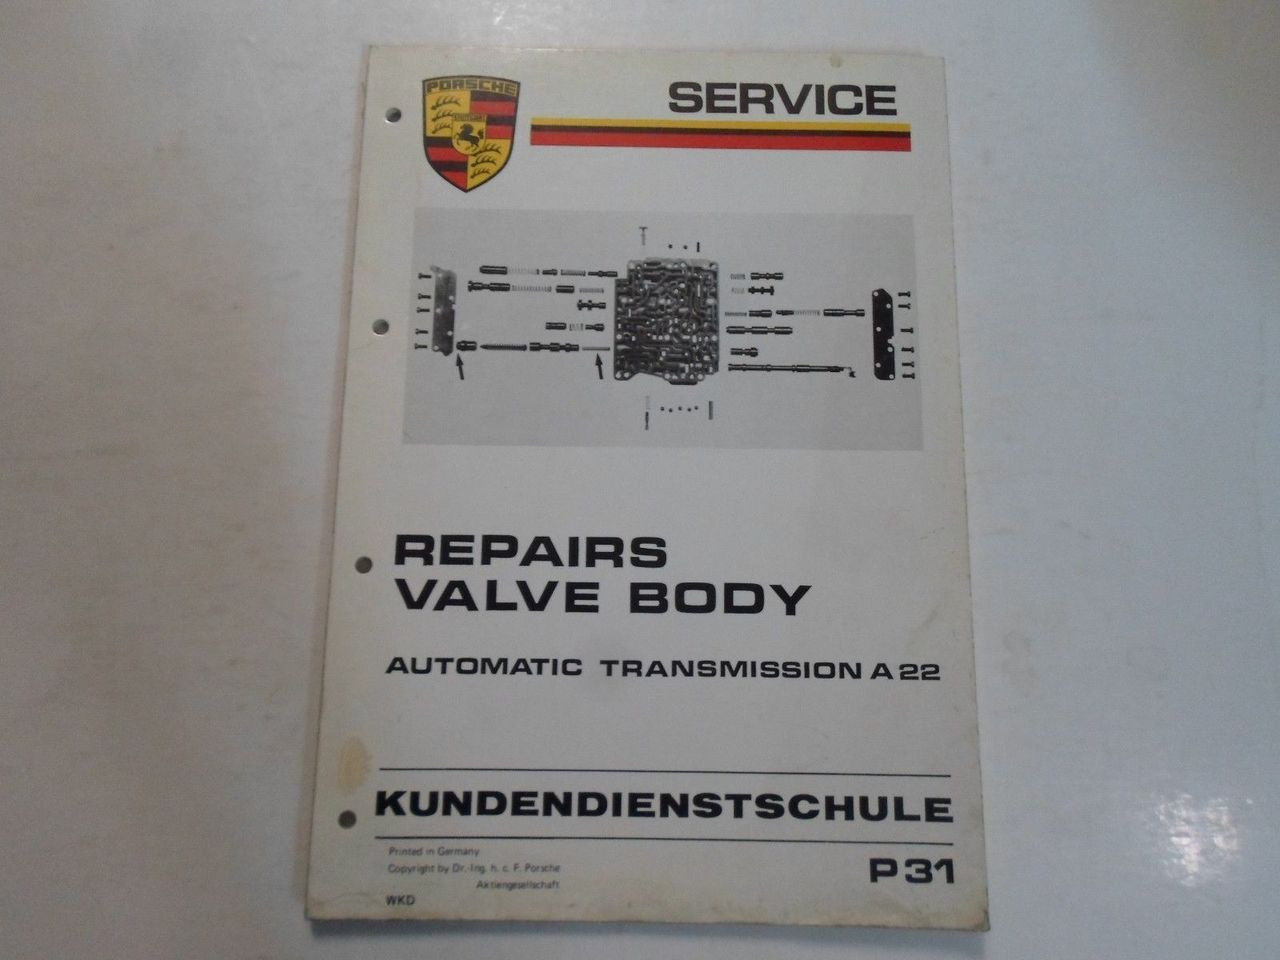 PORSCHE
SERVICE
REPAIRS
VALVE BODY
AUTOMATIC TRANSMISSION A 22
KUNDENDIENSTSCHULE
Printed in Germany
Copyright by Dr.-Ing. h. c. F. Porsche
Aktiengesellschaft
P31
WKD